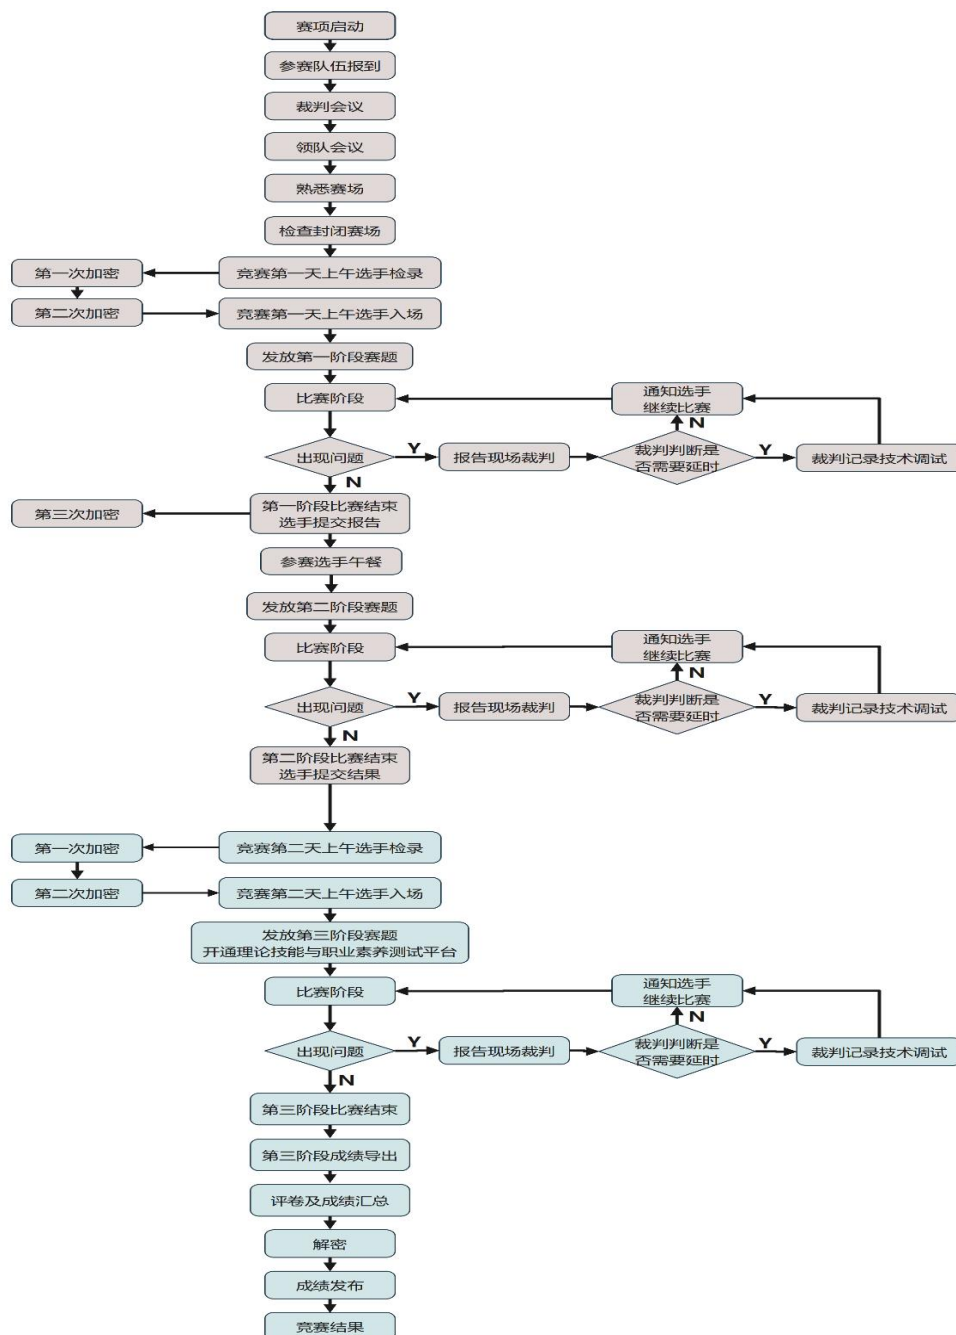 赛项启动
参赛队伍报到
裁判会议
领队会议
熟悉赛场
检查封闭赛场
第一次加密
竞赛第一天上午选手检录
第二次加密
竞赛第一天上午选手入场
发放第一阶段赛题
比赛阶段
通知选手
继续比赛
N
出现问题
Y
报告现场裁判
裁判判断是
否需要延时
Y
裁判记录技术调试
N
第三次加密
第一阶段比赛结束
选手提交报告
参赛选手午餐
发放第二阶段赛题
比赛阶段
通知选手
继续比赛
N
出现问题
Y
报告现场裁判
裁判判断是
否需要延时
Y
裁判记录技术调试
N
第二阶段比赛结束
选手提交结果
第一次加密
竞赛第二天上午选手检录
第二次加密
竞赛第二天上午选手入场
发放第三阶段赛题
开通理论技能与职业素养测试平台
比赛阶段
通知选手
继续比赛
N
出现问题
Y
报告现场裁判
裁判判断是
否需要延时
Y
裁判记录技术调试
N
第三阶段比赛结束
第三阶段成绩导出
评卷及成绩汇总
解密
成绩发布
竞赛结果